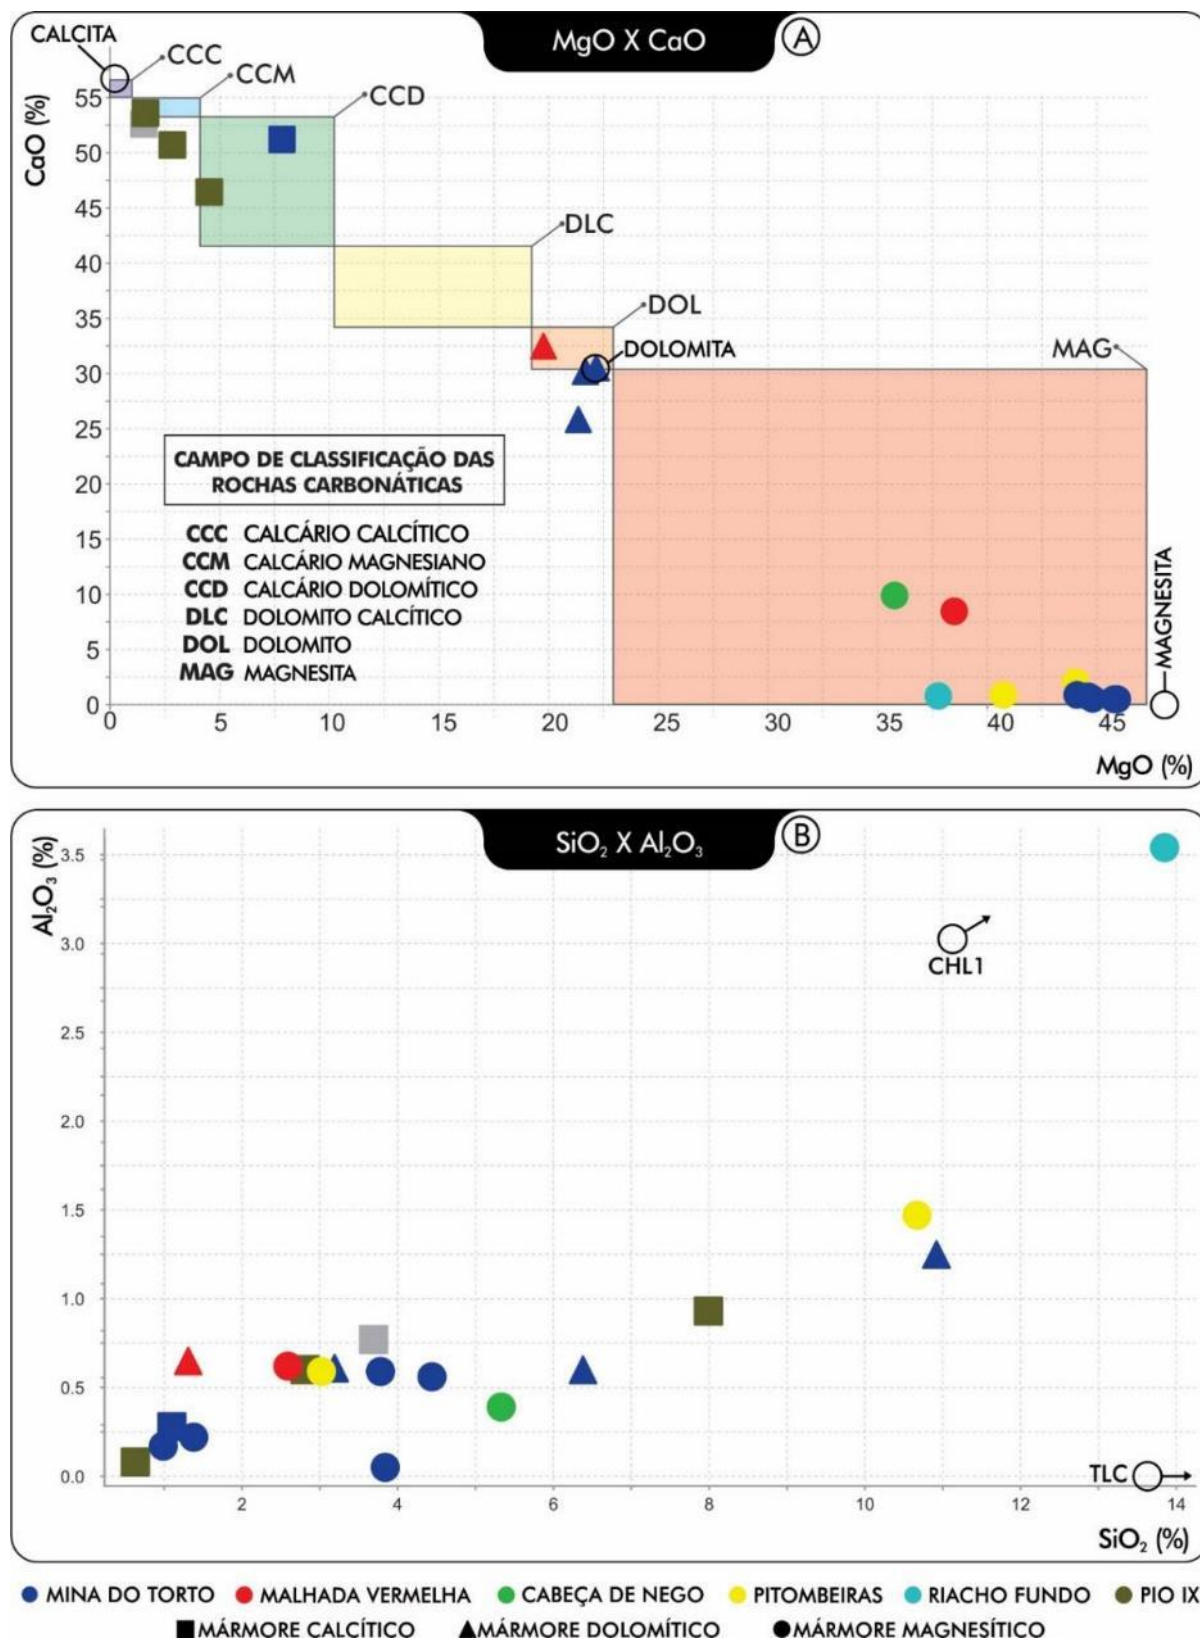 MgO X CaO
A
CALCITA
CCC
CCM
CCD
DLC
DOL
DOLOMITA
MAG
MAGNESITA
CaO (%)
55
50
45
40
35
30
25
20
15
10
5
0
CAMPO DE CLASSIFICAÇÃO DAS
ROCHAS CARBONÁTICAS
CCC CALCÁRIO CALCÍTICO
CCM CALCÁRIO MAGNESIANO
CCD CALCÁRIO DOLOMÍTICO
DLC DOLOMITO CALCÍTICO
DOL DOLOMITO
MAG MAGNESITA
0 5 10 15 20 25 30 35 40 45
MgO (%)
SiO₂ X Al₂O₃
B
Al₂O₃ (%)
3.5
3.0
2.5
2.0
1.5
1.0
0.5
0.0
CHL1
TLC
2 4 6 8 10 12 14
SiO₂ (%)
MINA DO TORTO MALHADA VERMELHA CABEÇA DE NEGO PITOMBEIRAS RIACHO FUNDO PIO IX
MÁRMORE CALCÍTICO MÁRMORE DOLOMÍTICO MÁRMORE MAGNESÍTICO